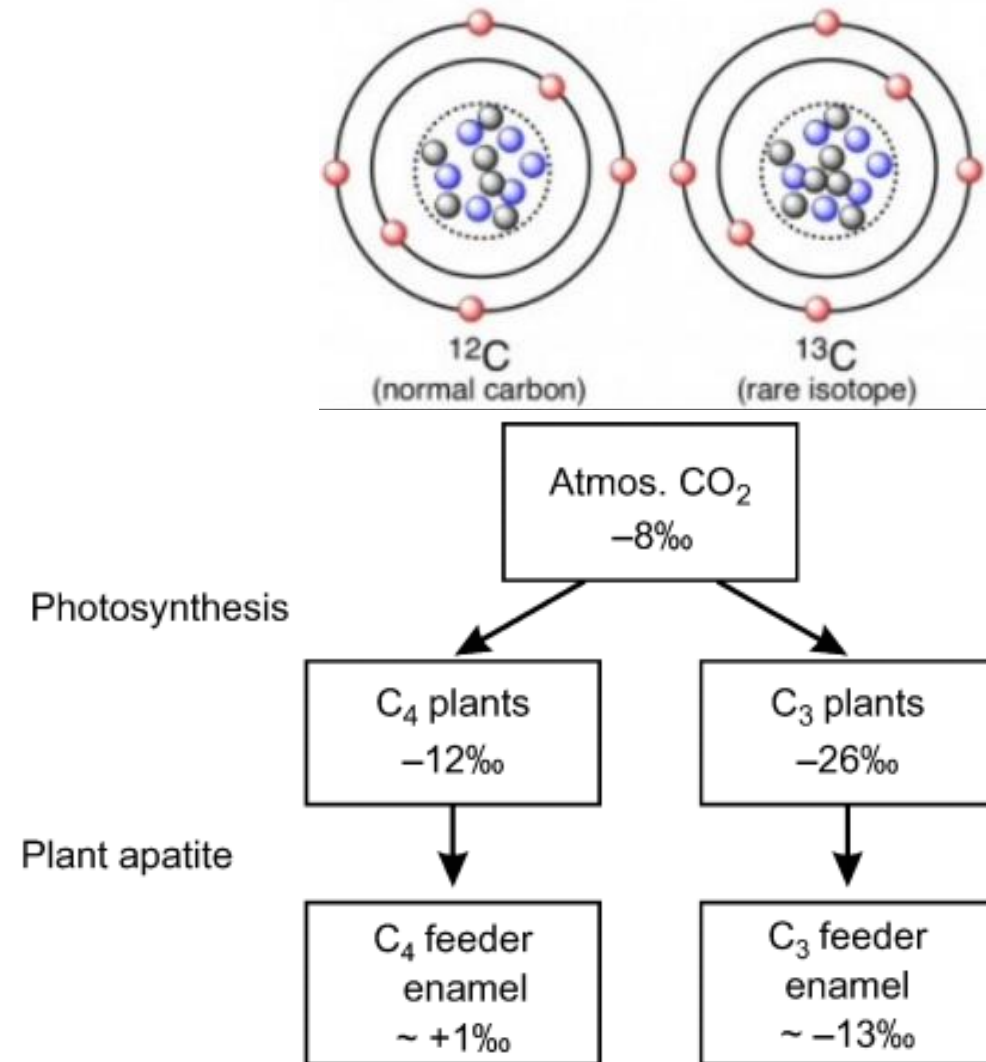 ¹²C
(normal carbon)
¹³C
(rare isotope)
Atmos. CO₂
–8‰
Photosynthesis
C₄ plants
–12‰
C₃ plants
–26‰
Plant apatite
C₄ feeder
enamel
~ +1‰
C₃ feeder
enamel
~ –13‰